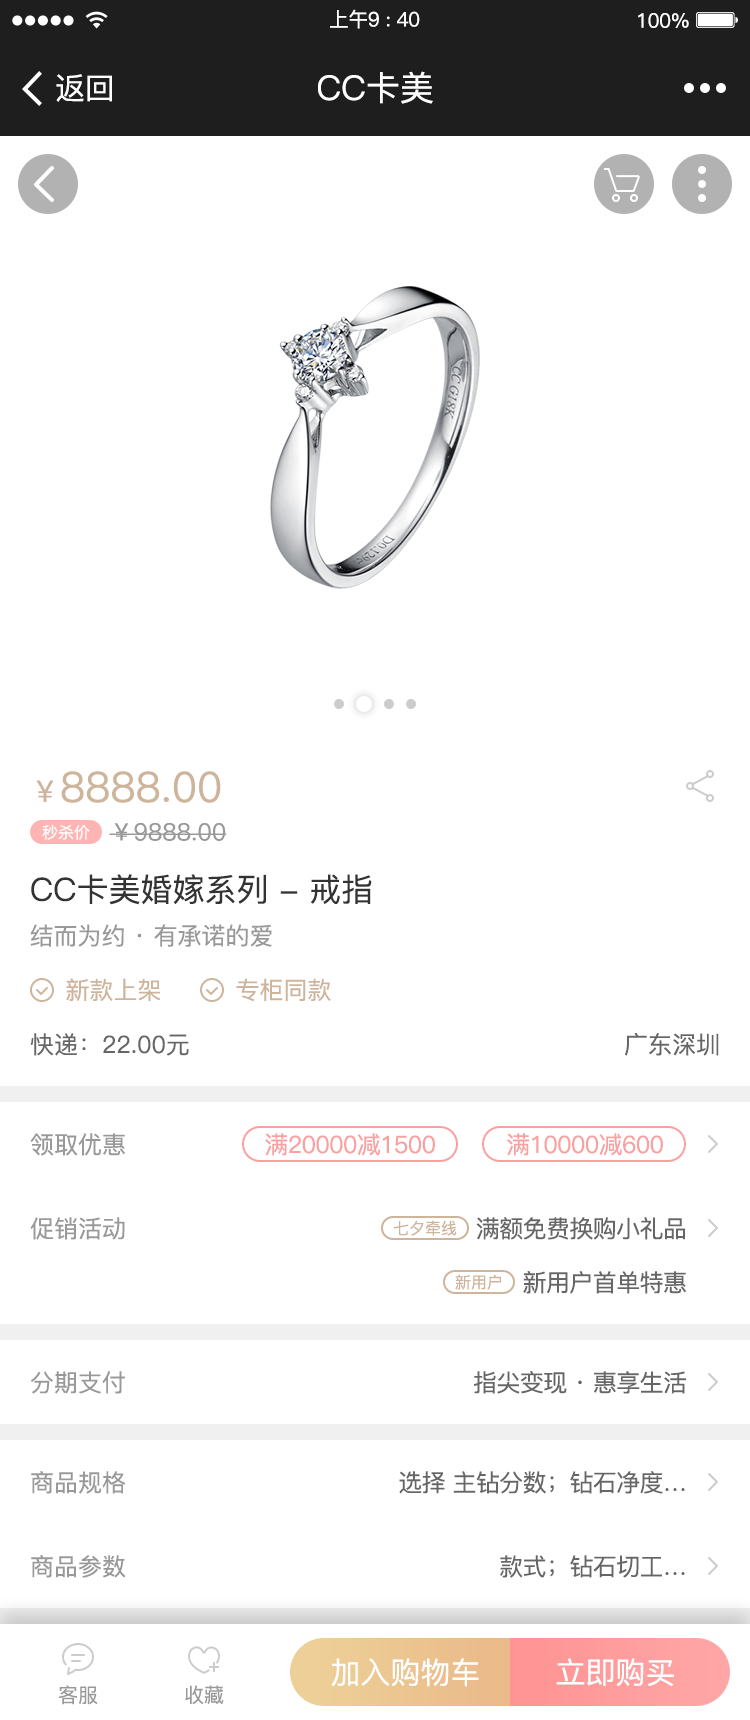 上午9 : 40
100%
返回
CC卡美
CC G18K
D0.129
¥8888.00
秒杀价 ¥9888.00
CC卡美婚嫁系列 – 戒指
结而为约 · 有承诺的爱
新款上架 专柜同款
快递：22.00元 广东深圳
领取优惠 满20000减1500 满10000减600
促销活动 七夕牵线 满额免费换购小礼品
新用户 新用户首单特惠
分期支付 指尖变现 · 惠享生活
商品规格 选择 主钻分数；钻石净度...
商品参数 款式；钻石切工...
客服 收藏 加入购物车 立即购买